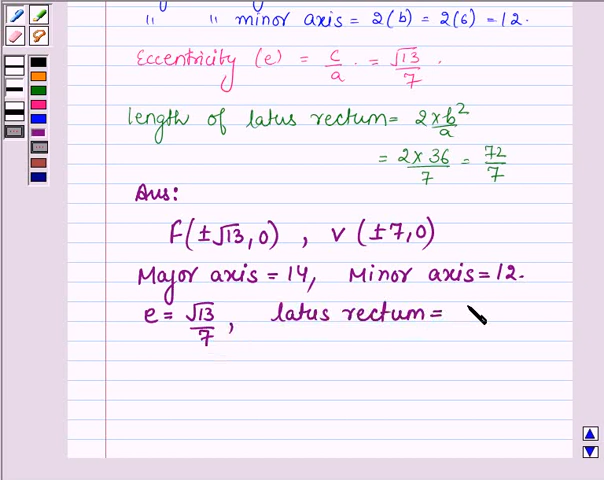 " " minor axis = 2(b) = 2(6) = 12.
Eccentricity (e) = c/a = √13/7.
length of latus rectum = 2×b²/a
= 2×36/7 = 72/7
Ans:
F(±√13,0) , V(±7,0)
Major axis = 14, Minor axis = 12.
e = √13/7, latus rectum =